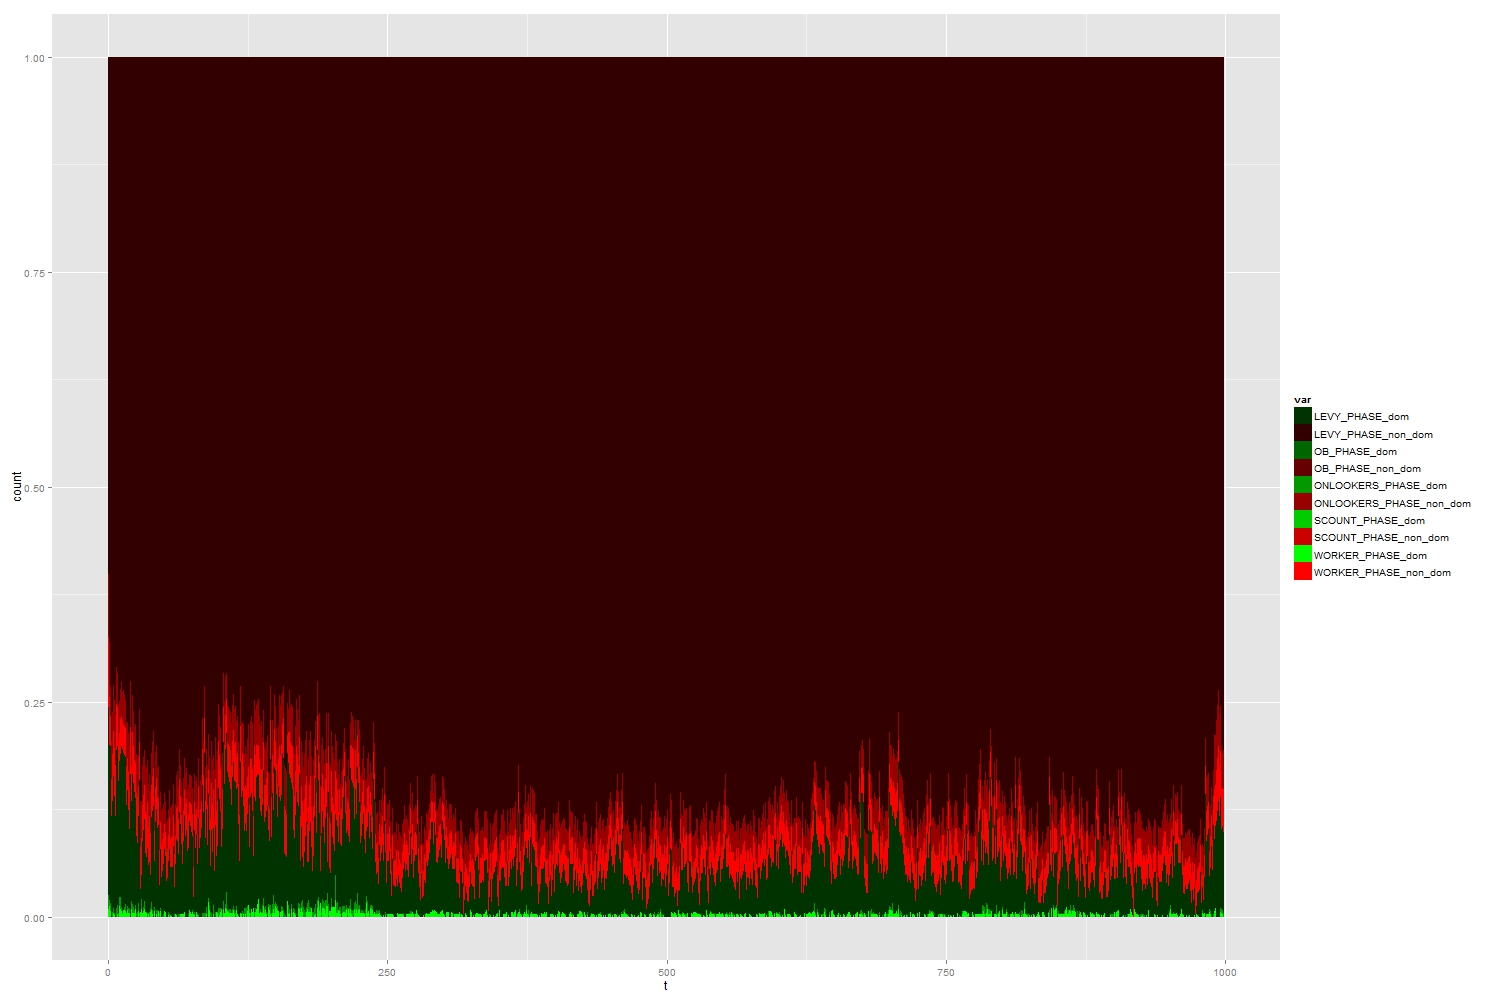 1.00
0.75
0.50
0.25
0.00
count
0
250
500
750
1000
t
var
LEVY_PHASE_dom
LEVY_PHASE_non_dom
OB_PHASE_dom
OB_PHASE_non_dom
ONLOOKERS_PHASE_dom
ONLOOKERS_PHASE_non_dom
SCOUNT_PHASE_dom
SCOUNT_PHASE_non_dom
WORKER_PHASE_dom
WORKER_PHASE_non_dom